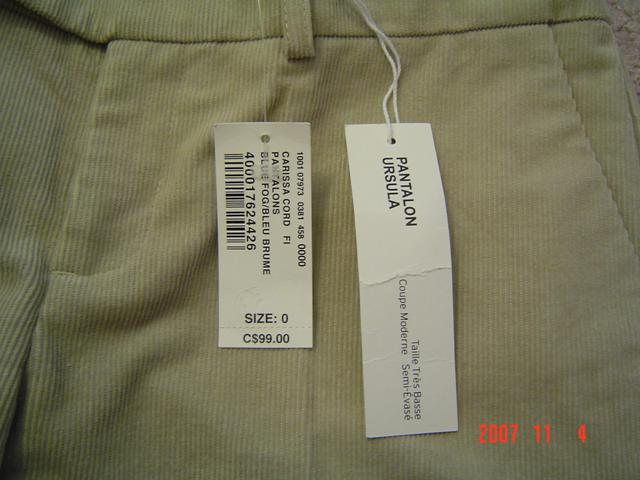 1001 07973 0381 458 0000
CARISSA CORD FI
PANTALONS
BLUE FOG/BLEU BRUME
400017624426
SIZE: 0
C$99.00
PANTALON
URSULA
Taille Très Basse
Coupe Moderne Semi-Évasé
2007 11 4